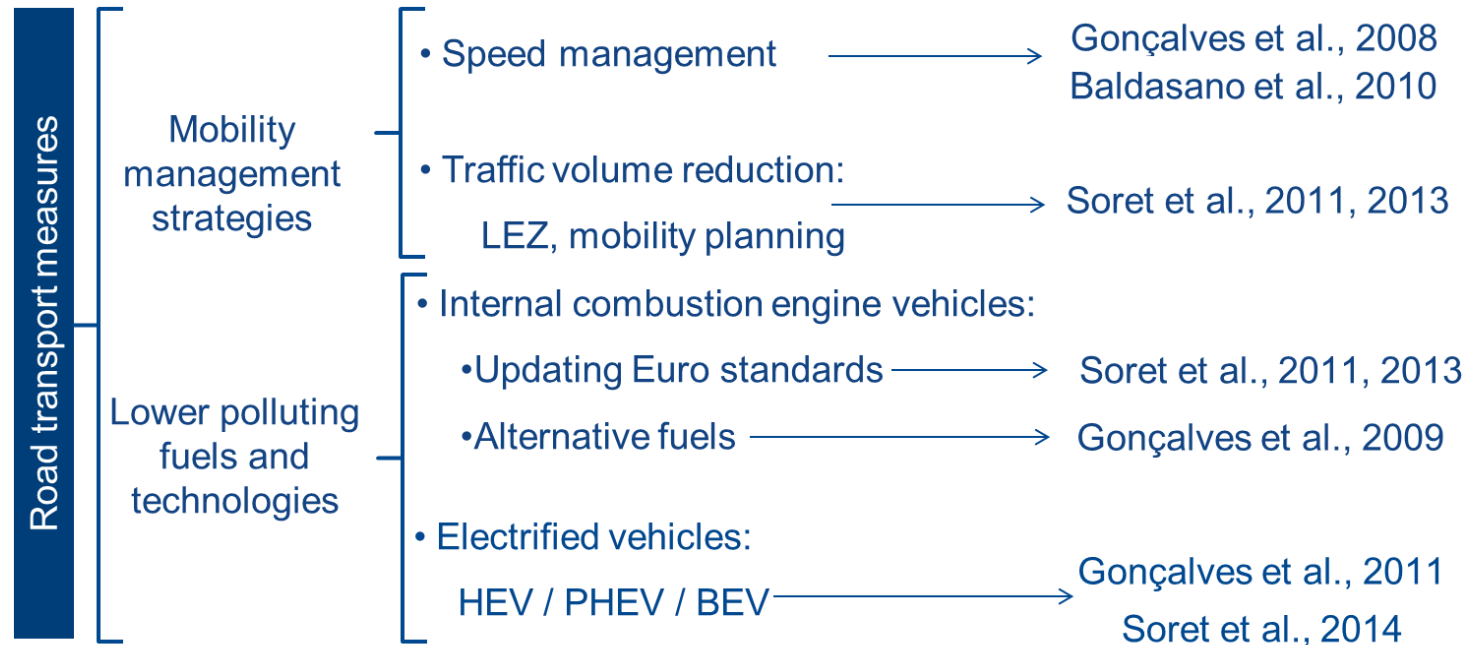 Road transport measures
Mobility
management
strategies
• Speed management
Gonçalves et al., 2008
Baldasano et al., 2010
• Traffic volume reduction:
LEZ, mobility planning
Soret et al., 2011, 2013
Lower polluting
fuels and
technologies
• Internal combustion engine vehicles:
•Updating Euro standards
Soret et al., 2011, 2013
•Alternative fuels
Gonçalves et al., 2009
• Electrified vehicles:
HEV / PHEV / BEV
Gonçalves et al., 2011
Soret et al., 2014